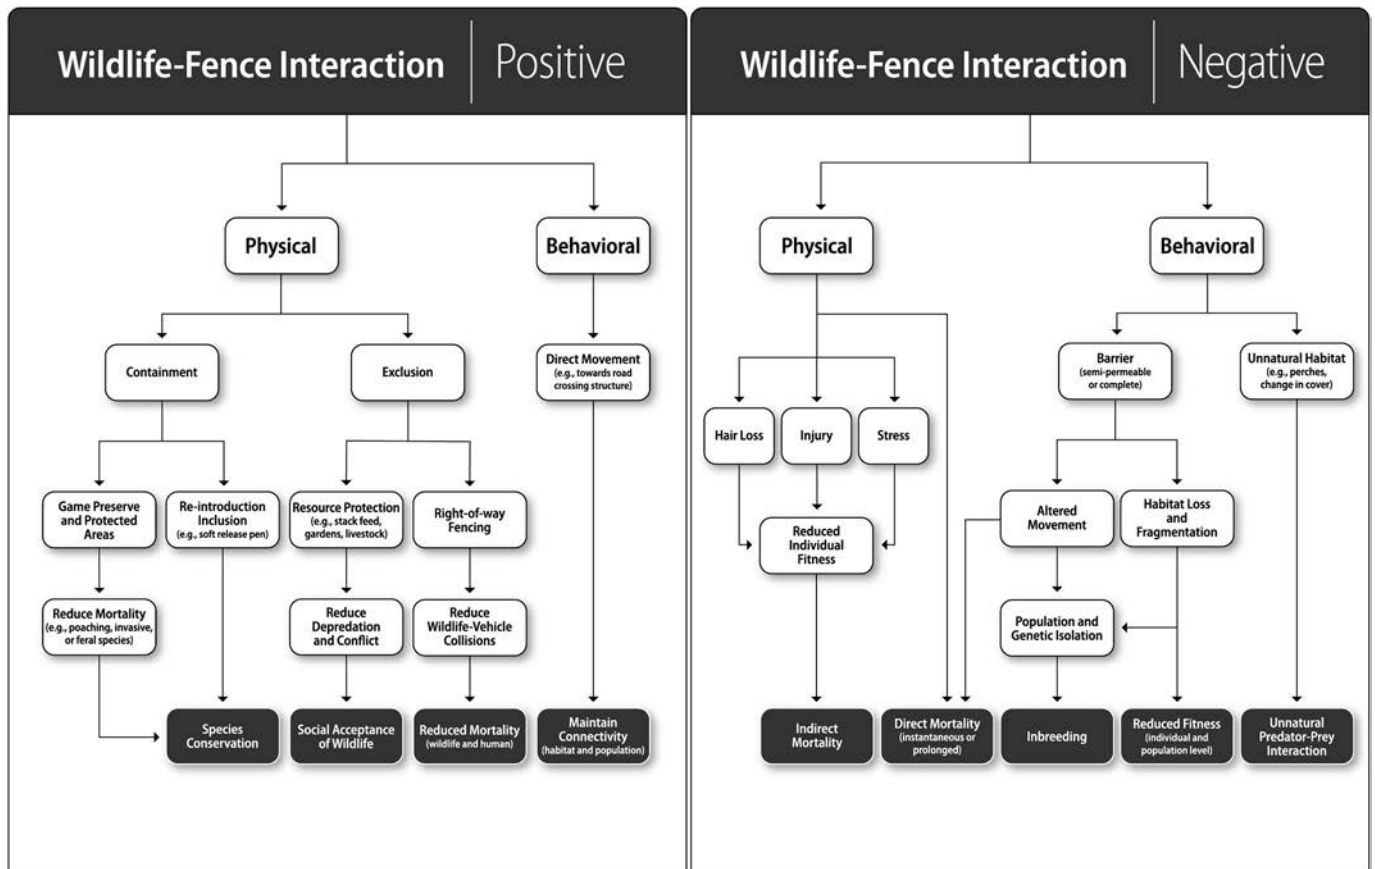 Wildlife-Fence Interaction | Positive
Physical
Behavioral
Containment
Exclusion
Direct Movement
(e.g., towards road
crossing structure)
Game Preserve
and Protected
Areas
Re-introduction
Inclusion
(e.g., soft release pen)
Resource Protection
(e.g., stack feed,
gardens, livestock)
Right-of-way
Fencing
Reduce Mortality
(e.g., poaching, invasive,
or feral species)
Reduce
Depredation
and Conflict
Reduce
Wildlife-Vehicle
Collisions
Species
Conservation
Social Acceptance
of Wildlife
Reduced Mortality
(wildlife and human)
Maintain
Connectivity
(habitat and population)
Wildlife-Fence Interaction | Negative
Physical
Behavioral
Barrier
(semi-permeable
or complete)
Unnatural Habitat
(e.g., perches,
change in cover)
Hair Loss
Injury
Stress
Altered
Movement
Habitat Loss
and
Fragmentation
Reduced
Individual
Fitness
Population and
Genetic Isolation
Indirect
Mortality
Direct Mortality
(instantaneous or
prolonged)
Inbreeding
Reduced Fitness
(individual and
population level)
Unnatural
Predator-Prey
Interaction